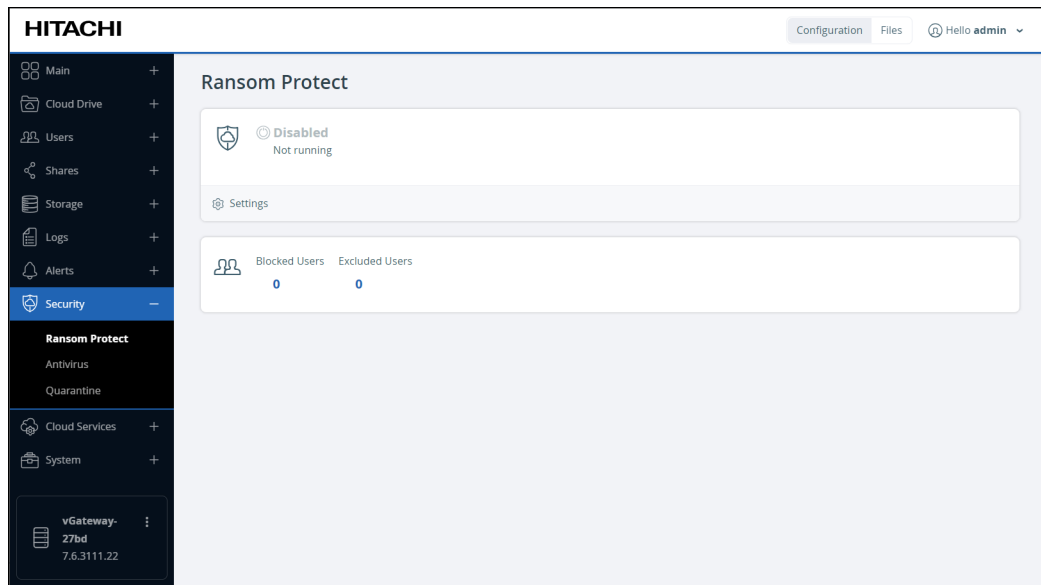 HITACHI
Configuration Files Hello admin
Main
Cloud Drive
Users
Shares
Storage
Logs
Alerts
Security
Ransom Protect
Antivirus
Quarantine
Cloud Services
System
vGateway-
27bd
7.6.3111.22
Ransom Protect
Disabled
Not running
Settings
Blocked Users Excluded Users
0 0